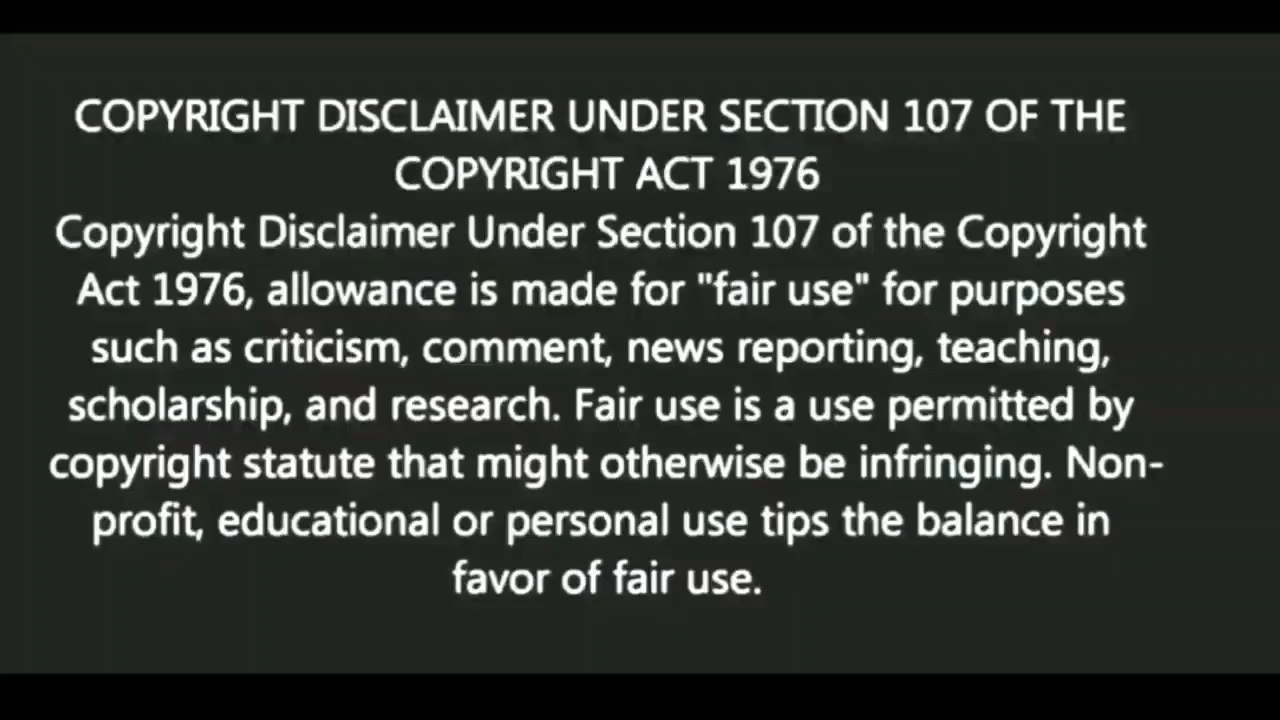 COPYRIGHT DISCLAIMER UNDER SECTION 107 OF THE
COPYRIGHT ACT 1976
Copyright Disclaimer Under Section 107 of the Copyright
Act 1976, allowance is made for "fair use" for purposes
such as criticism, comment, news reporting, teaching,
scholarship, and research. Fair use is a use permitted by
copyright statute that might otherwise be infringing. Non-
profit, educational or personal use tips the balance in
favor of fair use.